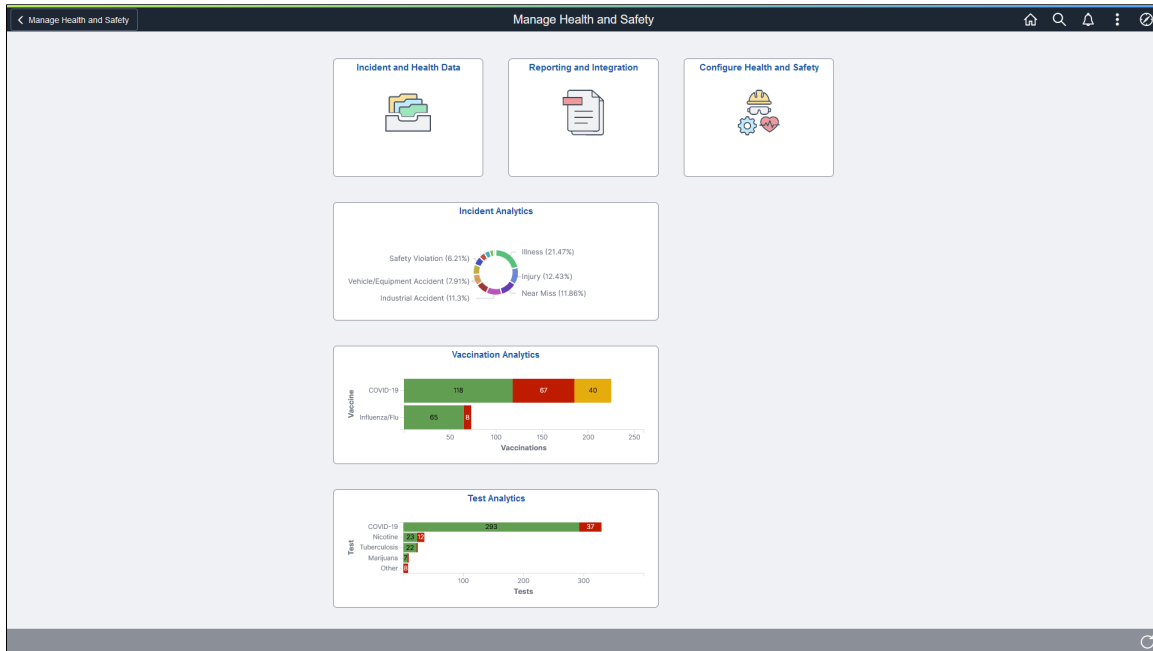 Manage Health and Safety
Manage Health and Safety
Incident and Health Data
Reporting and Integration
Configure Health and Safety
Incident Analytics
Illness (21.47%)
Safety Violation (6.21%)
Injury (12.43%)
Vehicle/Equipment Accident (7.91%)
Near Miss (11.86%)
Industrial Accident (11.3%)
Vaccination Analytics
Vaccine
COVID-19 118 67 40
Influenza/Flu 65 8
50 100 150 200 250
Vaccinations
Test Analytics
Test
COVID-19 293 37
Nicotine 23 12
Tuberculosis 22
Marijuana 7
Other
100 200 300
Tests